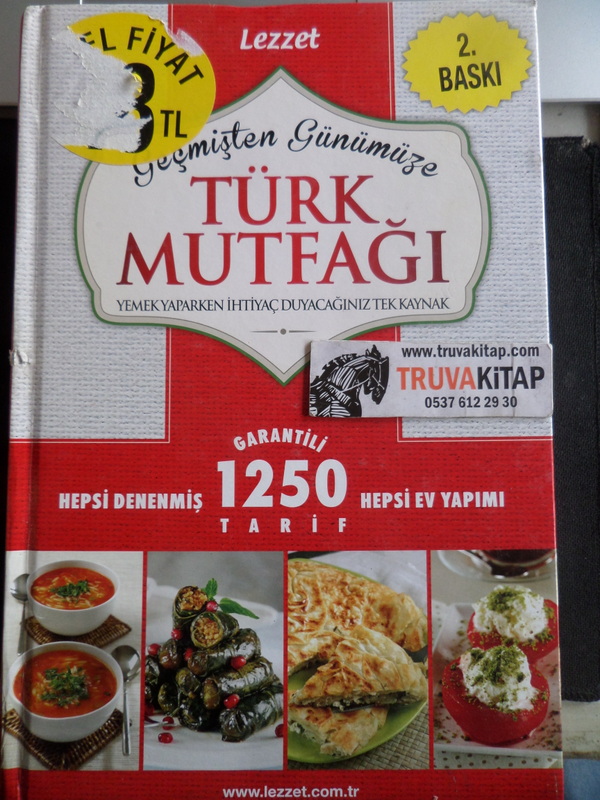 Lezzet
EL FİYAT
TL
2.
BASKI
Geçmişten Günümüze
TÜRK
MUTFAĞI
YEMEK YAPARKEN İHTİYAÇ DUYACAĞINIZ TEK KAYNAK
www.truvakitap.com
TRUVAKiTAP
0537 612 29 30
GARANTİLİ
HEPSİ DENENMİŞ 1250 HEPSİ EV YAPIMI
TARİF
www.lezzet.com.tr